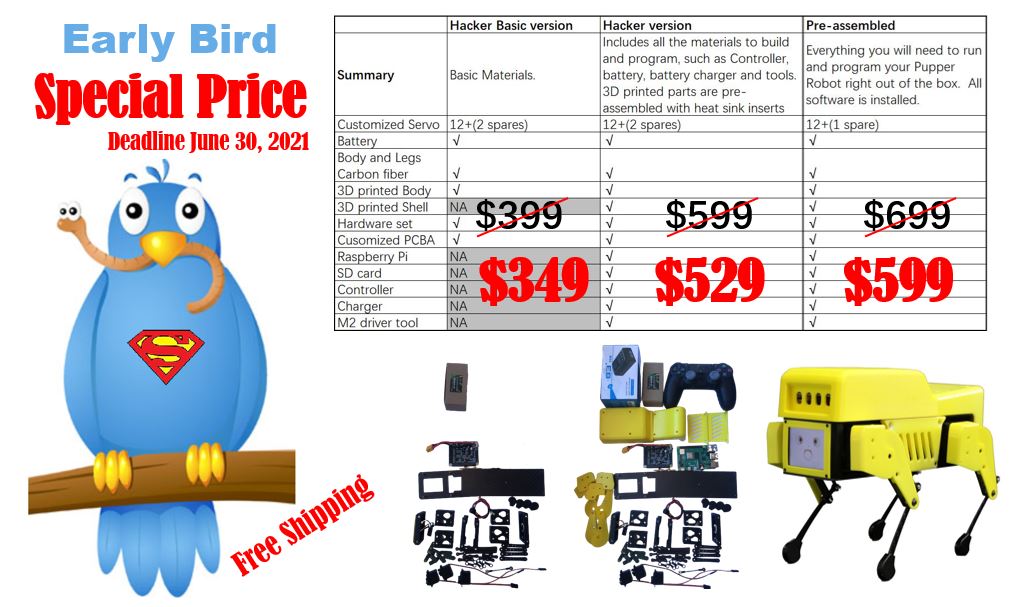 Early Bird
Special Price
Deadline June 30, 2021
Hacker Basic version Hacker version Pre-assembled
Summary
Basic Materials.
Includes all the materials to build
and program, such as Controller,
battery, battery charger and tools.
3D printed parts are pre-
assembled with heat sink inserts
Everything you will need to run
and program your Pupper
Robot right out of the box. All
software is installed.
Customized Servo 12+(2 spares) 12+(2 spares) 12+(1 spare)
Battery √ √ √
Body and Legs
Carbon fiber √ √ √
3D printed Body √ √ √
3D printed Shell NA √ √
Hardware set √ √ √
Cusomized PCBA √ √ √
Raspberry Pi NA √ √
SD card NA √ √
Controller NA √ √
Charger NA √ √
M2 driver tool NA √ √
$399 $599 $699
$349 $529 $599
S
Free Shipping